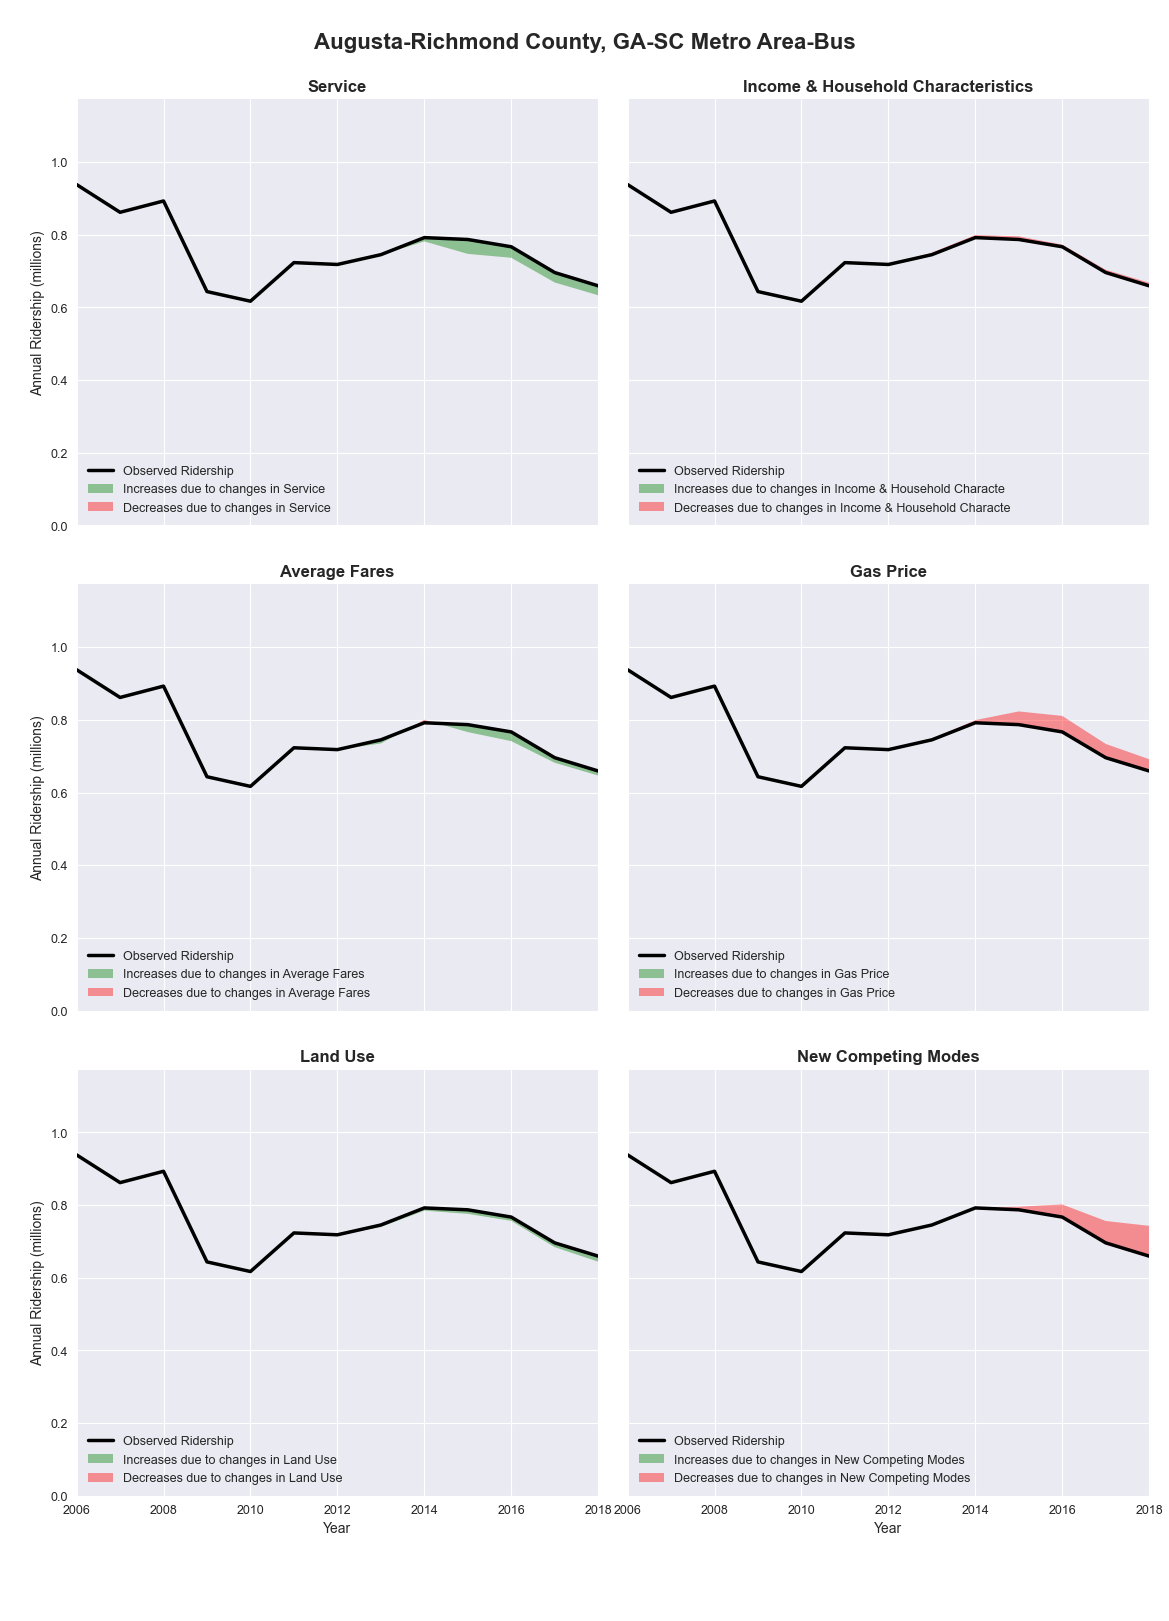 Augusta-Richmond County, GA-SC Metro Area-Bus
Service
Annual Ridership (millions)
1.0
0.8
0.6
0.4
0.2
0.0
Observed Ridership
Increases due to changes in Service
Decreases due to changes in Service
Income & Household Characteristics
Observed Ridership
Increases due to changes in Income & Household Characte
Decreases due to changes in Income & Household Characte
Average Fares
Annual Ridership (millions)
1.0
0.8
0.6
0.4
0.2
0.0
Observed Ridership
Increases due to changes in Average Fares
Decreases due to changes in Average Fares
Gas Price
Observed Ridership
Increases due to changes in Gas Price
Decreases due to changes in Gas Price
Land Use
Annual Ridership (millions)
1.0
0.8
0.6
0.4
0.2
0.0
Observed Ridership
Increases due to changes in Land Use
Decreases due to changes in Land Use
2006 2008 2010 2012 2014 2016 2018
Year
New Competing Modes
Observed Ridership
Increases due to changes in New Competing Modes
Decreases due to changes in New Competing Modes
2006 2008 2010 2012 2014 2016 2018
Year